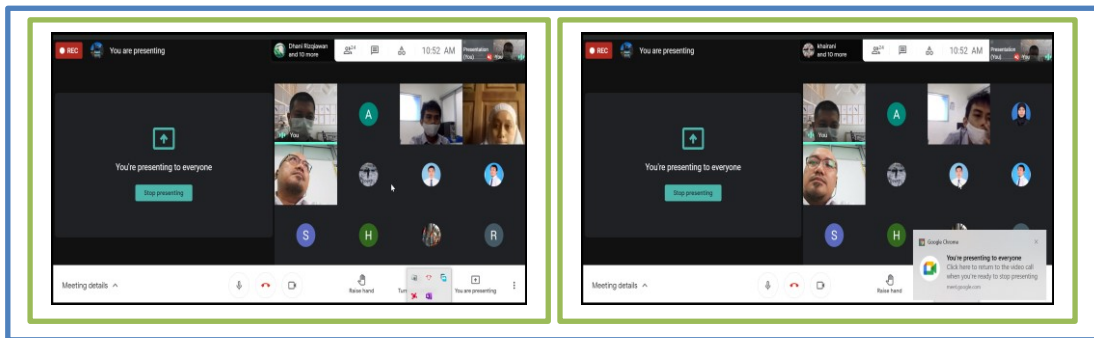 REC
You are presenting
Dhani Rizqiawan
and 10 more
24
10:52 AM
Presentation
(You)
You
A
You
You're presenting to everyone
Stop presenting
S
H
R
Meeting details
Raise hand
Tur
You are presenting
REC
You are presenting
khairani
and 10 more
24
10:52 AM
Presentation
(You)
You
A
You
You're presenting to everyone
Stop presenting
S
H
Google Chrome
You're presenting to everyone
Click here to return to the video call
when you're ready to stop presenting
meet.google.com
Meeting details
Raise hand